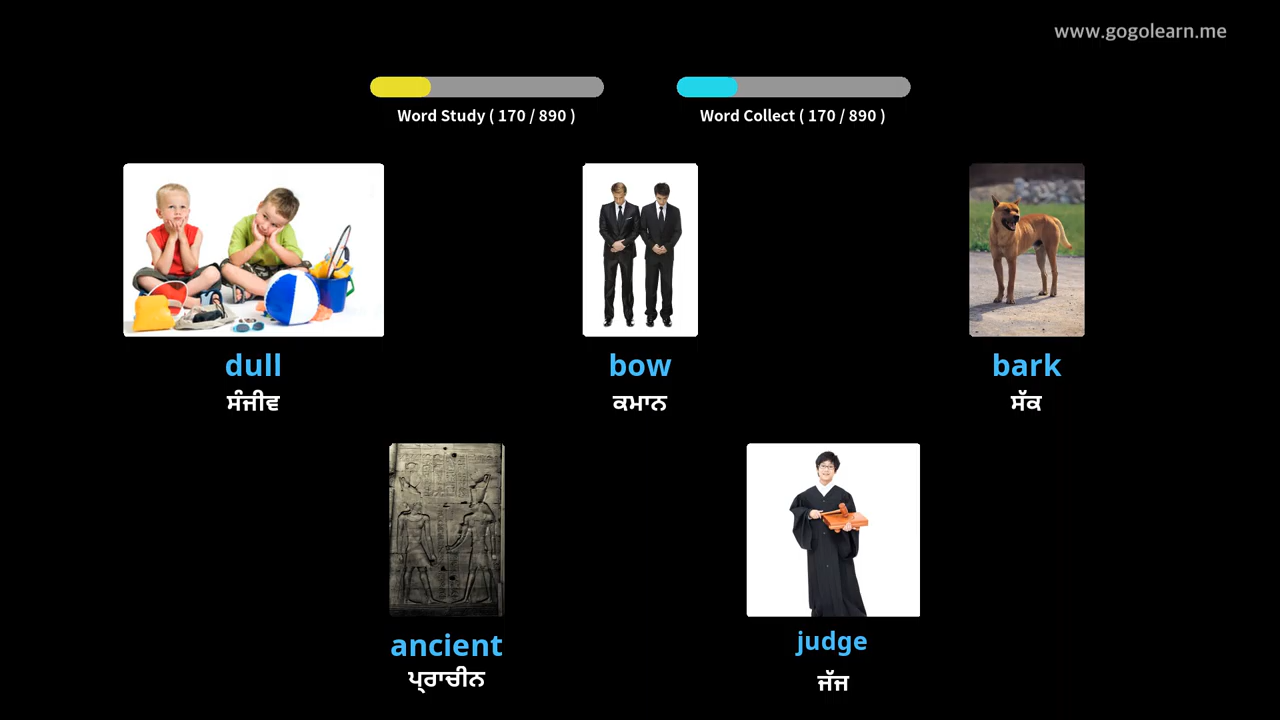 www.gogolearn.me
Word Study ( 170 / 890 )
Word Collect ( 170 / 890 )
dull
ਸੰਜੀਵ
bow
ਕਮਾਨ
bark
ਸੱਕ
ancient
ਪ੍ਰਾਚੀਨ
judge
ਜੱਜ